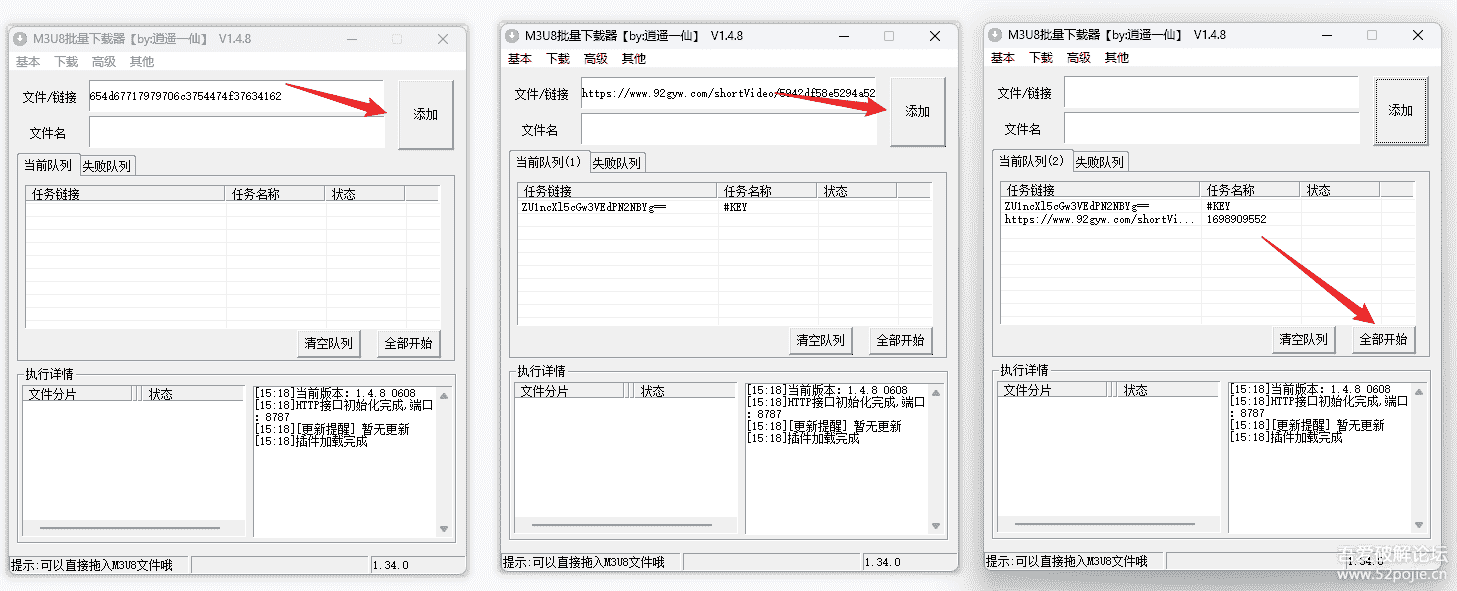 M3U8批量下载器【by:逍遥一仙】 V1.4.8
基本 下载 高级 其他
文件/链接 654d67717979706c3754474f37634162
添加
文件名
当前队列 失败队列
任务链接 任务名称 状态
清空队列 全部开始
执行详情
文件分片 状态
[15:18]当前版本: 1.4.8 0608
[15:18]HTTP接口初始化完成,端口
: 8787
[15:18][更新提醒] 暂无更新
[15:18]插件加载完成
提示:可以直接拖入M3U8文件哦 1.34.0
M3U8批量下载器【by:逍遥一仙】 V1.4.8
基本 下载 高级 其他
文件/链接 https://www.92gyw.com/shortVideo/5942df58e5294a52
添加
文件名
当前队列(1) 失败队列
任务链接 任务名称 状态
ZU1ncXl5cGw3VEdPN2NBYg== #KEY
清空队列 全部开始
执行详情
文件分片 状态
[15:18]当前版本: 1.4.8 0608
[15:18]HTTP接口初始化完成,端口
: 8787
[15:18][更新提醒] 暂无更新
[15:18]插件加载完成
提示:可以直接拖入M3U8文件哦 1.34.0
M3U8批量下载器【by:逍遥一仙】 V1.4.8
基本 下载 高级 其他
文件/链接
添加
文件名
当前队列(2) 失败队列
任务链接 任务名称 状态
ZU1ncXl5cGw3VEdPN2NBYg== #KEY
https://www.92gyw.com/shortVi... 1698909552
清空队列 全部开始
执行详情
文件分片 状态
[15:18]当前版本: 1.4.8 0608
[15:18]HTTP接口初始化完成,端口
: 8787
[15:18][更新提醒] 暂无更新
[15:18]插件加载完成
提示:可以直接拖入M3U8文件哦 1.34.0
吾爱破解论坛
www.52pojie.cn